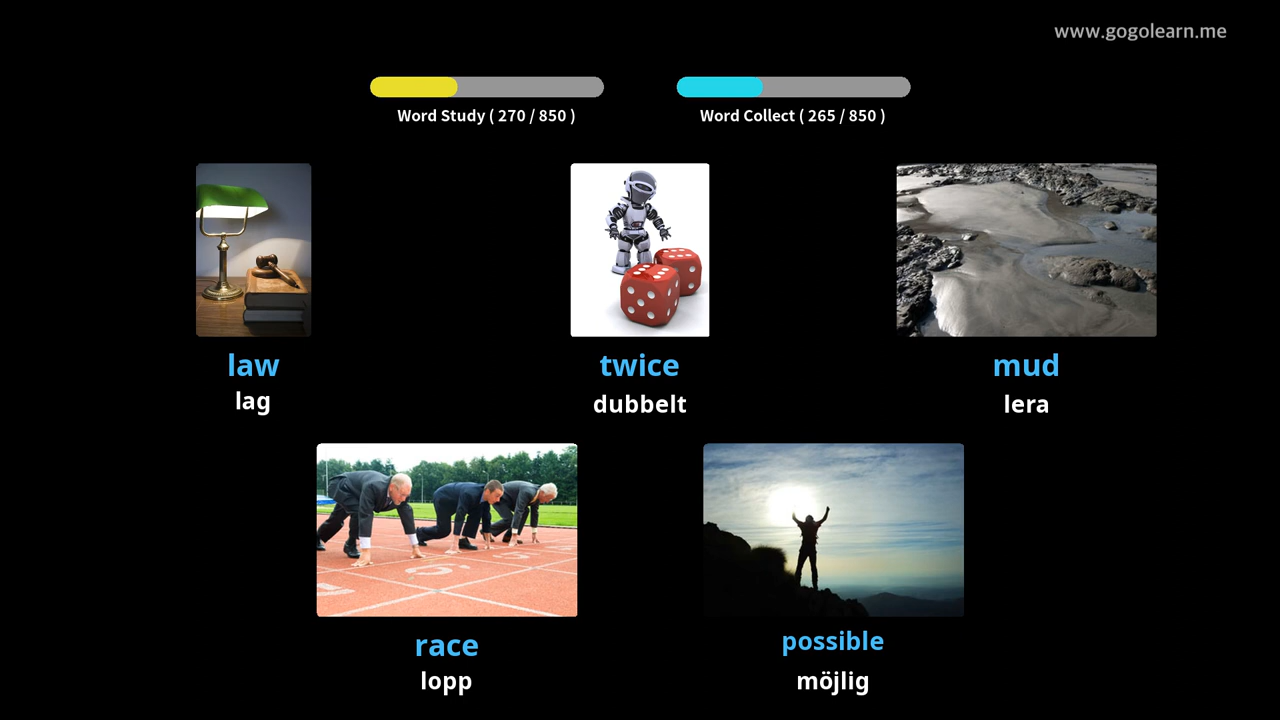 www.gogolearn.me
Word Study ( 270 / 850 )
Word Collect ( 265 / 850 )
law
lag
twice
dubbelt
mud
lera
race
lopp
possible
möjlig